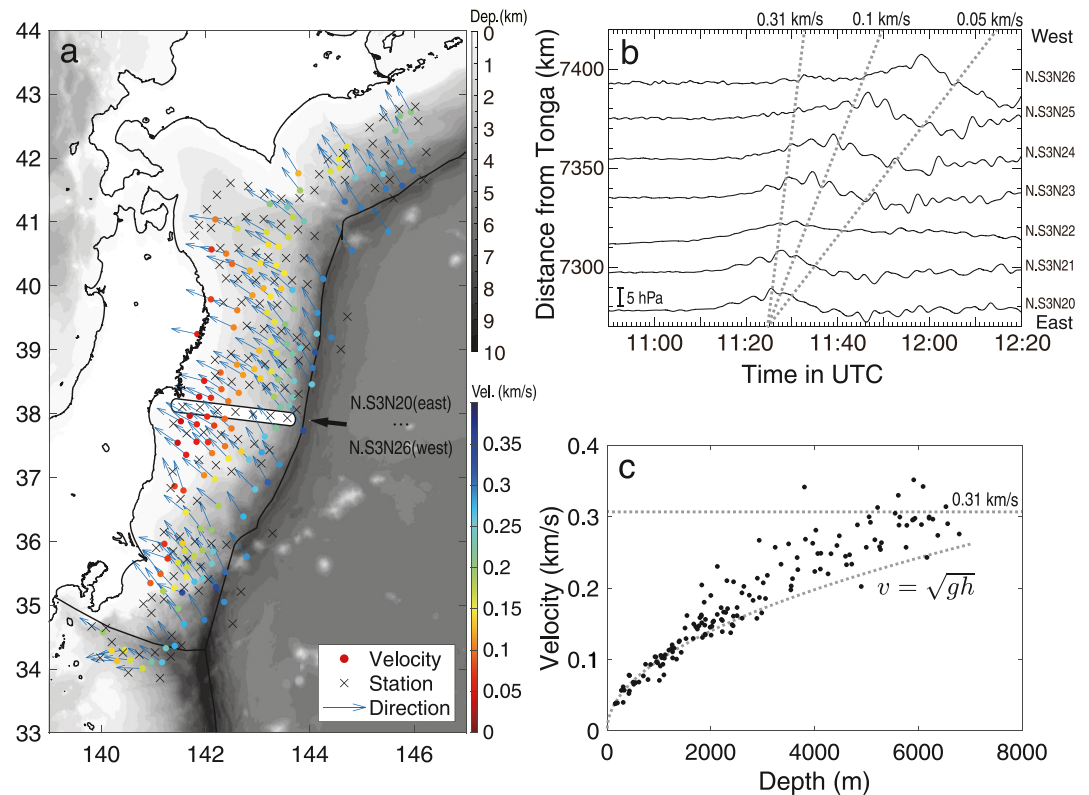 a
44
43
42
41
40
39
38
37
36
35
34
33
140
142
144
146
N.S3N20(east)
...
N.S3N26(west)
Velocity
Station
Direction
Dep.(km)
0
1
2
3
4
5
6
7
8
9
10
Vel. (km/s)
0.35
0.3
0.25
0.2
0.15
0.1
0.05
0
b
0.31 km/s
0.1 km/s
0.05 km/s
West
N.S3N26
N.S3N25
N.S3N24
N.S3N23
N.S3N22
N.S3N21
N.S3N20
East
Distance from Tonga (km)
7400
7300
5 hPa
11:00
11:20
11:40
12:00
12:20
Time in UTC
c
0.31 km/s
v = √gh
Velocity (km/s)
0.4
0.3
0.2
0.1
0
0
2000
4000
6000
8000
Depth (m)